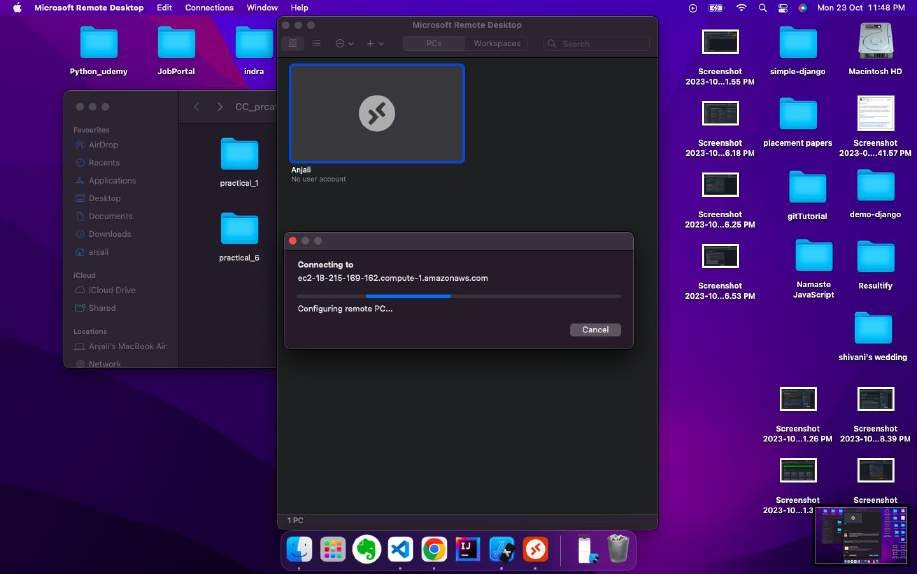 Microsoft Remote Desktop Edit Connections Window Help
Mon 23 Oct 11:48 PM
Python_udemy
JobPortal
indra
CC_prca
Favourites
AirDrop
Recents
Applications
Desktop
Documents
Downloads
anjali
iCloud
iCloud Drive
Shared
Locations
Anjali's MacBook Air
Network
practical_1
practical_6
Microsoft Remote Desktop
PCs
Workspaces
Search
Anjali
No user account
Connecting to
ec2-18-215-169-162.compute-1.amazonaws.com
Configuring remote PC...
Cancel
1 PC
Screenshot
2023-10...1.55 PM
simple-django
Macintosh HD
Screenshot
2023-10...6.18 PM
placement papers
Screenshot
2023-0....41.57 PM
Screenshot
2023-10...6.25 PM
gitTutorial
demo-django
Screenshot
2023-10...6.53 PM
Namaste
JavaScript
Resultify
shivani's wedding
Screenshot
2023-10...1.26 PM
Screenshot
2023-10...8.39 PM
Screenshot
2023-10...1.3
Screenshot
IJ